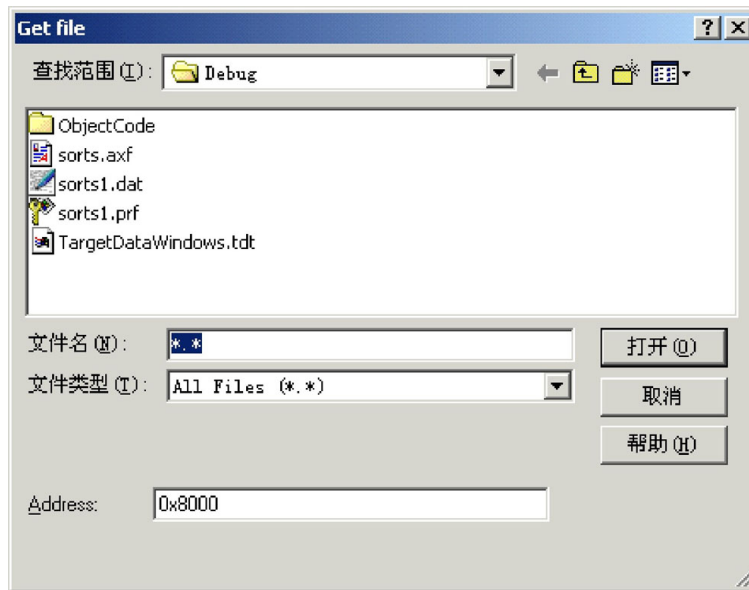 Get file
查找范围(I): Debug
ObjectCode
sorts.axf
sorts1.dat
sorts1.prf
TargetDataWindows.tdt
文件名(N): *.* 打开(O)
文件类型(T): All Files (*.*) 取消
帮助(H)
Address: 0x8000